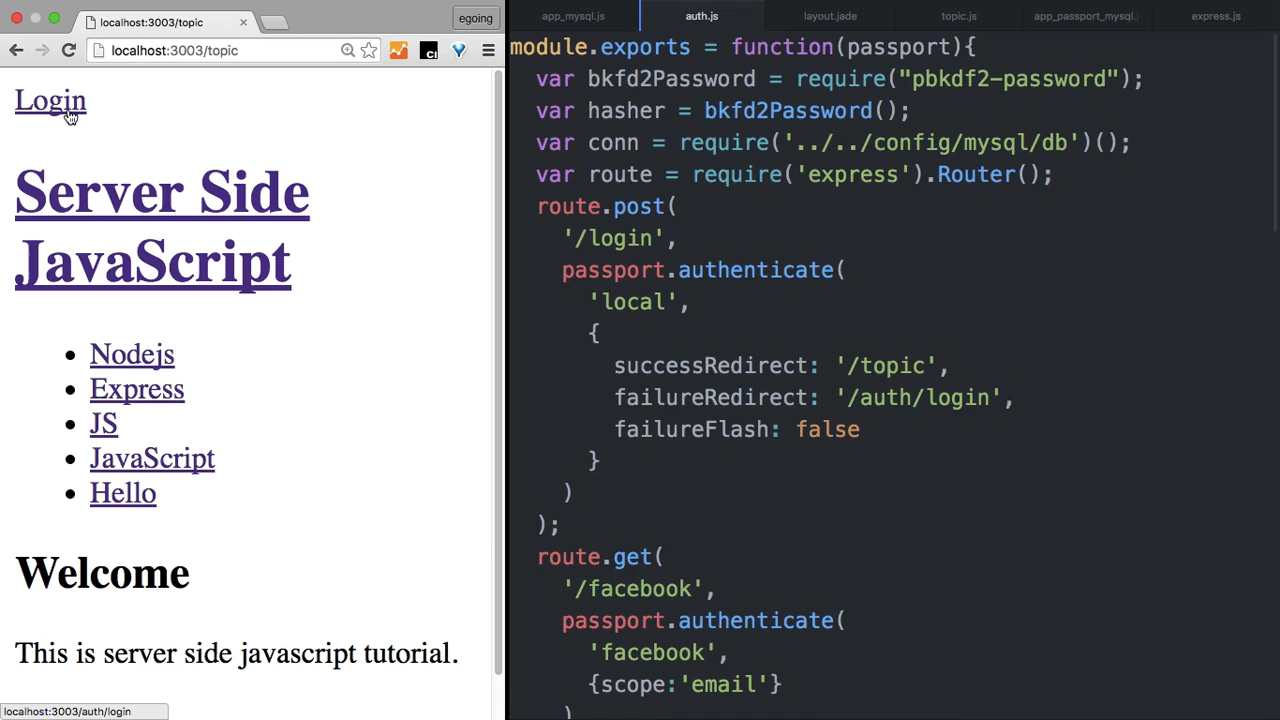 localhost:3003/topic
egoing
localhost:3003/topic
Login
Server Side
JavaScript
Nodejs
Express
JS
JavaScript
Hello
Welcome
This is server side javascript tutorial.
localhost:3003/auth/login
app_mysql.js
auth.js
layout.jade
topic.js
app_passport_mysql.j
express.js
module.exports = function(passport){
var bkfd2Password = require("pbkdf2-password");
var hasher = bkfd2Password();
var conn = require('../../config/mysql/db')();
var route = require('express').Router();
route.post(
'/login',
passport.authenticate(
'local',
{
successRedirect: '/topic',
failureRedirect: '/auth/login',
failureFlash: false
}
)
);
route.get(
'/facebook',
passport.authenticate(
'facebook',
{scope:'email'}
)